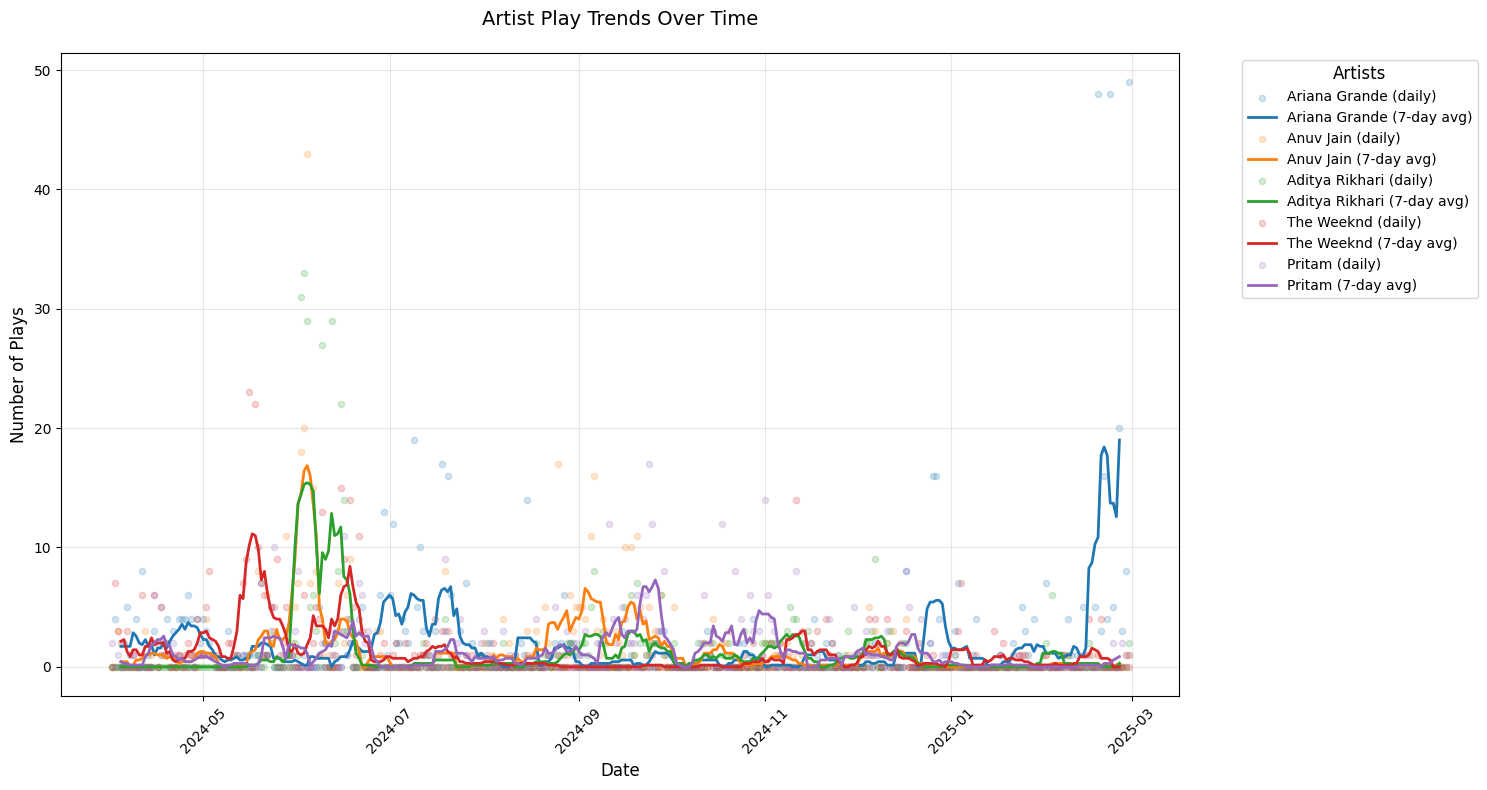 Artist Play Trends Over Time
50
40
30
20
10
0
Number of Plays
2024-05
2024-07
2024-09
2024-11
2025-01
2025-03
Date
Artists
Ariana Grande (daily)
Ariana Grande (7-day avg)
Anuv Jain (daily)
Anuv Jain (7-day avg)
Aditya Rikhari (daily)
Aditya Rikhari (7-day avg)
The Weeknd (daily)
The Weeknd (7-day avg)
Pritam (daily)
Pritam (7-day avg)